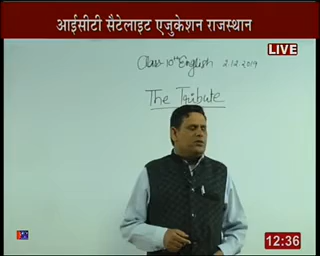 आईसीटी सैटेलाइट एजुकेशन राजस्थान
LIVE
Class-10th English 2.12.2019
The Tribute
12:36